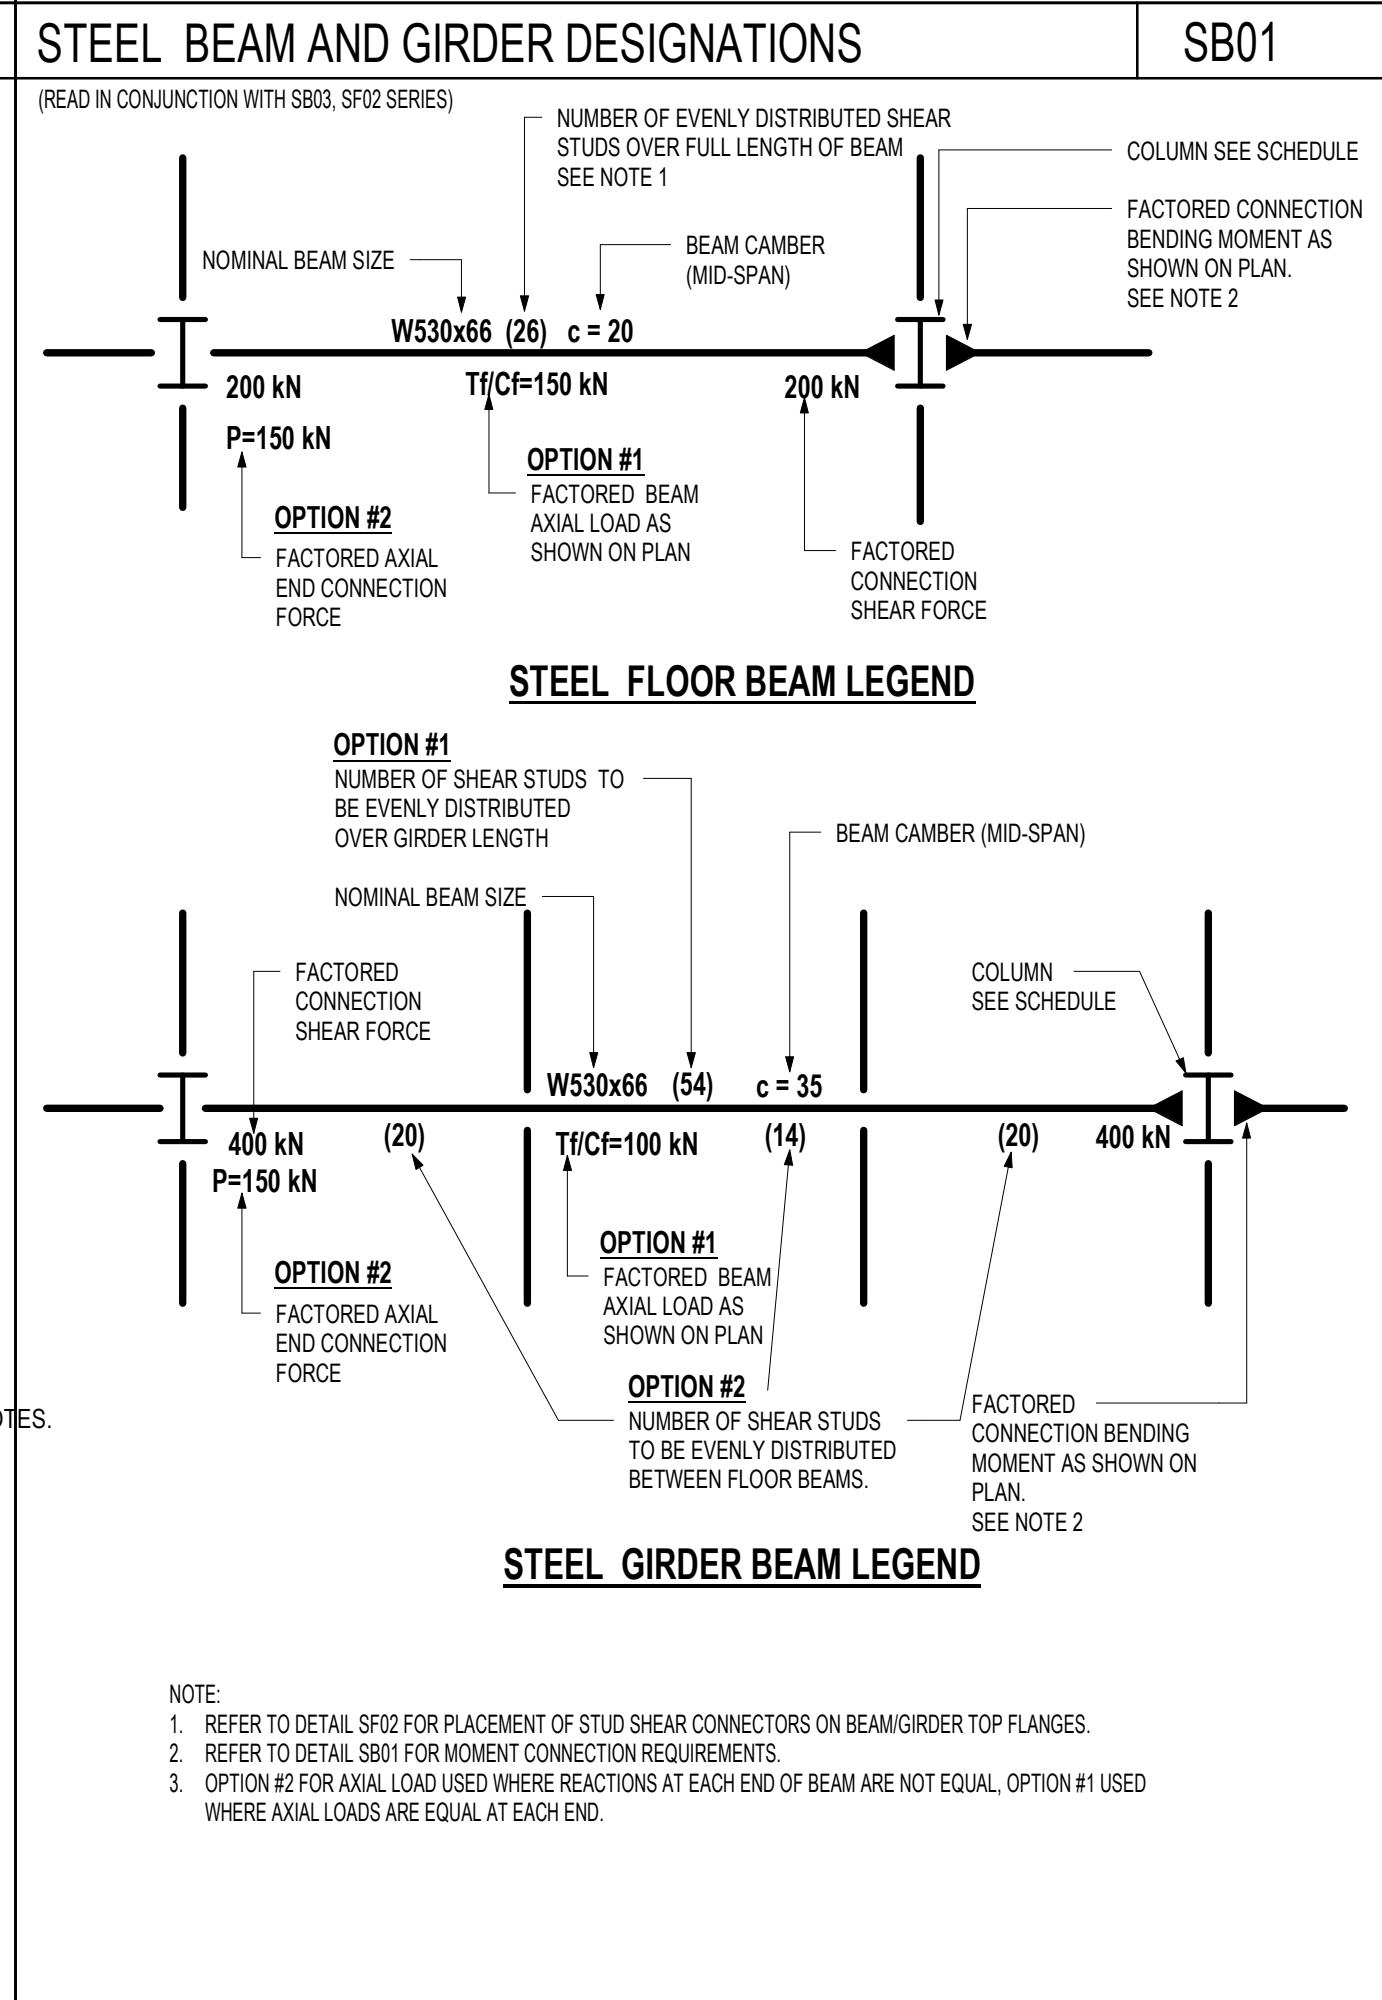 STEEL BEAM AND GIRDER DESIGNATIONS
SB01
(READ IN CONJUNCTION WITH SB03, SF02 SERIES)
NUMBER OF EVENLY DISTRIBUTED SHEAR
STUDS OVER FULL LENGTH OF BEAM
SEE NOTE 1
COLUMN SEE SCHEDULE
FACTORED CONNECTION
BENDING MOMENT AS
SHOWN ON PLAN.
SEE NOTE 2
NOMINAL BEAM SIZE
BEAM CAMBER
(MID-SPAN)
W530x66 (26) c = 20
200 kN
Tf/Cf=150 kN
200 kN
P=150 kN
OPTION #1
FACTORED BEAM
AXIAL LOAD AS
SHOWN ON PLAN
OPTION #2
FACTORED AXIAL
END CONNECTION
FORCE
FACTORED
CONNECTION
SHEAR FORCE
STEEL FLOOR BEAM LEGEND
OPTION #1
NUMBER OF SHEAR STUDS TO
BE EVENLY DISTRIBUTED
OVER GIRDER LENGTH
BEAM CAMBER (MID-SPAN)
NOMINAL BEAM SIZE
FACTORED
CONNECTION
SHEAR FORCE
COLUMN
SEE SCHEDULE
W530x66 (54) c = 35
400 kN
(20)
Tf/Cf=100 kN
(14)
(20)
400 kN
P=150 kN
OPTION #1
FACTORED BEAM
AXIAL LOAD AS
SHOWN ON PLAN
OPTION #2
FACTORED AXIAL
END CONNECTION
FORCE
OPTION #2
NUMBER OF SHEAR STUDS
TO BE EVENLY DISTRIBUTED
BETWEEN FLOOR BEAMS.
FACTORED
CONNECTION BENDING
MOMENT AS SHOWN ON
PLAN.
SEE NOTE 2
STEEL GIRDER BEAM LEGEND
NOTE:
1. REFER TO DETAIL SF02 FOR PLACEMENT OF STUD SHEAR CONNECTORS ON BEAM/GIRDER TOP FLANGES.
2. REFER TO DETAIL SB01 FOR MOMENT CONNECTION REQUIREMENTS.
3. OPTION #2 FOR AXIAL LOAD USED WHERE REACTIONS AT EACH END OF BEAM ARE NOT EQUAL, OPTION #1 USED
WHERE AXIAL LOADS ARE EQUAL AT EACH END.